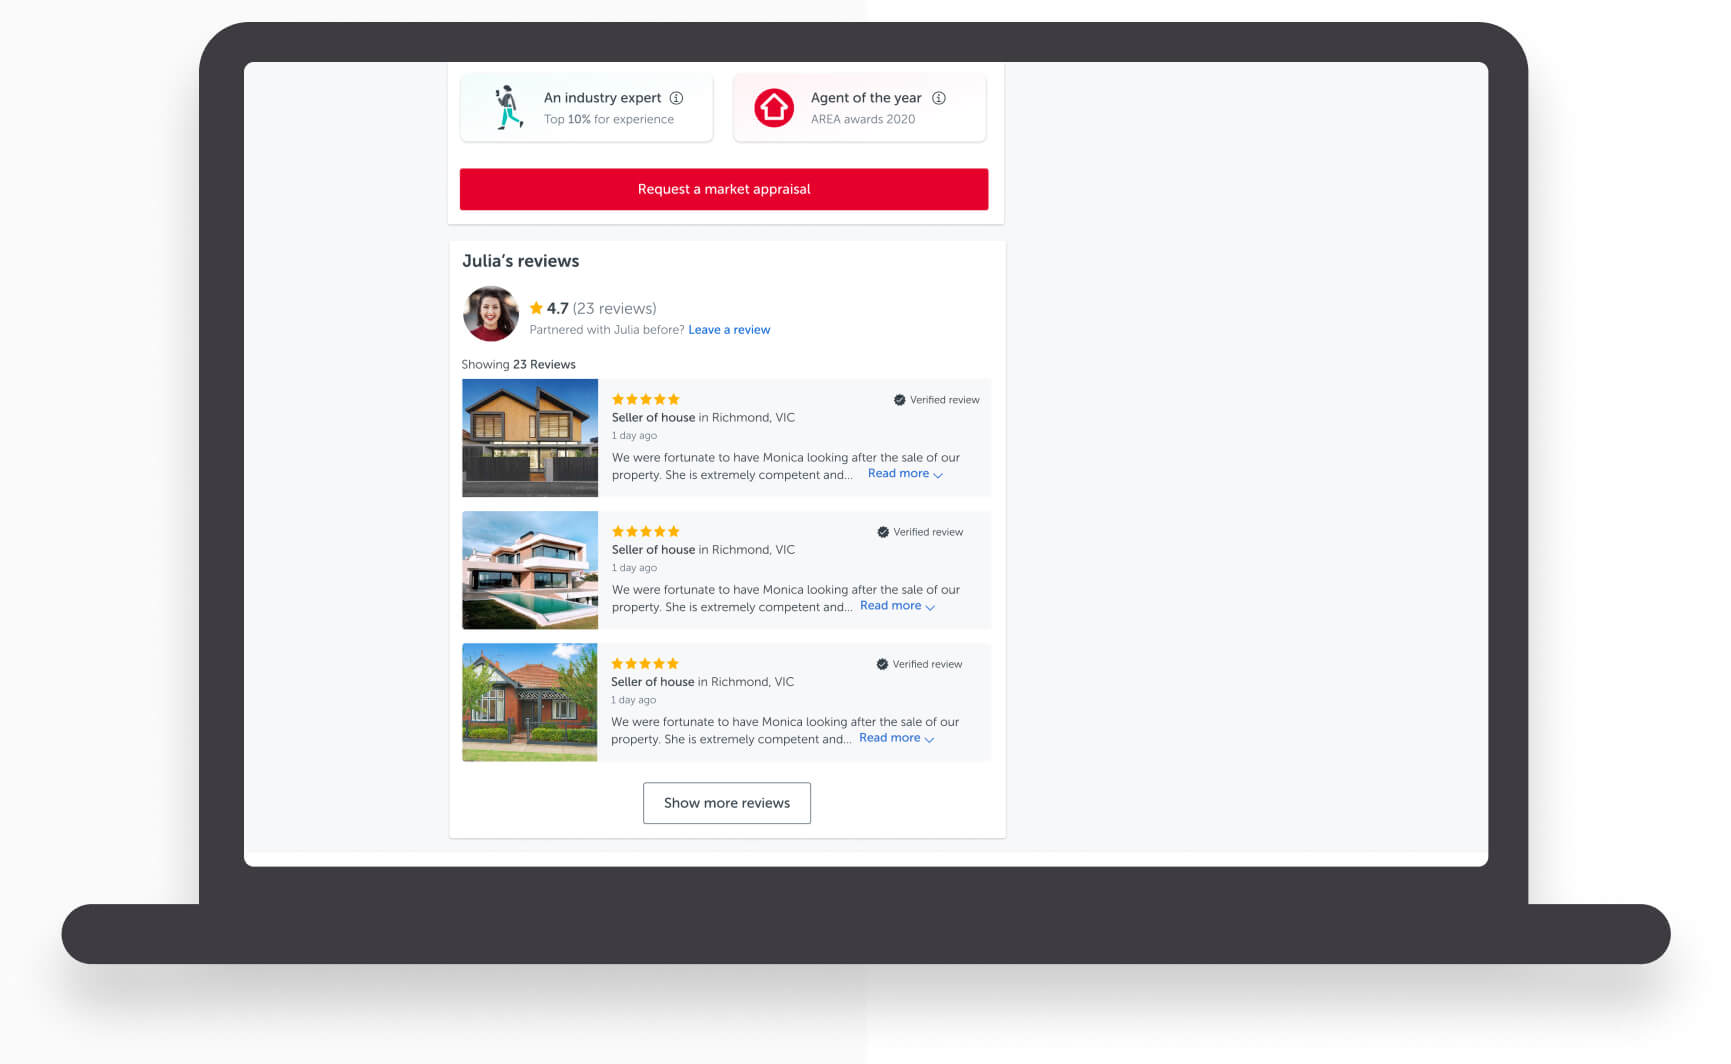 An industry expert
Top 10% for experience
Agent of the year
AREA awards 2020
Request a market appraisal
Julia’s reviews
4.7 (23 reviews)
Partnered with Julia before? Leave a review
Showing 23 Reviews
Verified review
Seller of house in Richmond, VIC
1 day ago
We were fortunate to have Monica looking after the sale of our
property. She is extremely competent and... Read more
Verified review
Seller of house in Richmond, VIC
1 day ago
We were fortunate to have Monica looking after the sale of our
property. She is extremely competent and... Read more
Verified review
Seller of house in Richmond, VIC
1 day ago
We were fortunate to have Monica looking after the sale of our
property. She is extremely competent and... Read more
Show more reviews